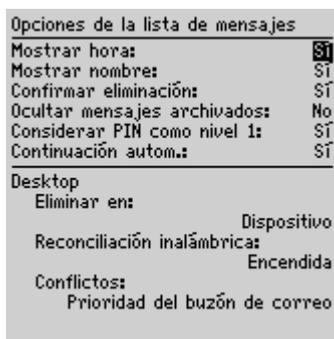 Opciones de la lista de mensajes
Mostrar hora: Sí
Mostrar nombre: Sí
Confirmar eliminación: Sí
Ocultar mensajes archivados: No
Considerar PIN como nivel 1: Sí
Continuación autom.: Sí
Desktop
Eliminar en:
Dispositivo
Reconciliación inalámbrica:
Encendida
Conflictos:
Prioridad del buzón de correo